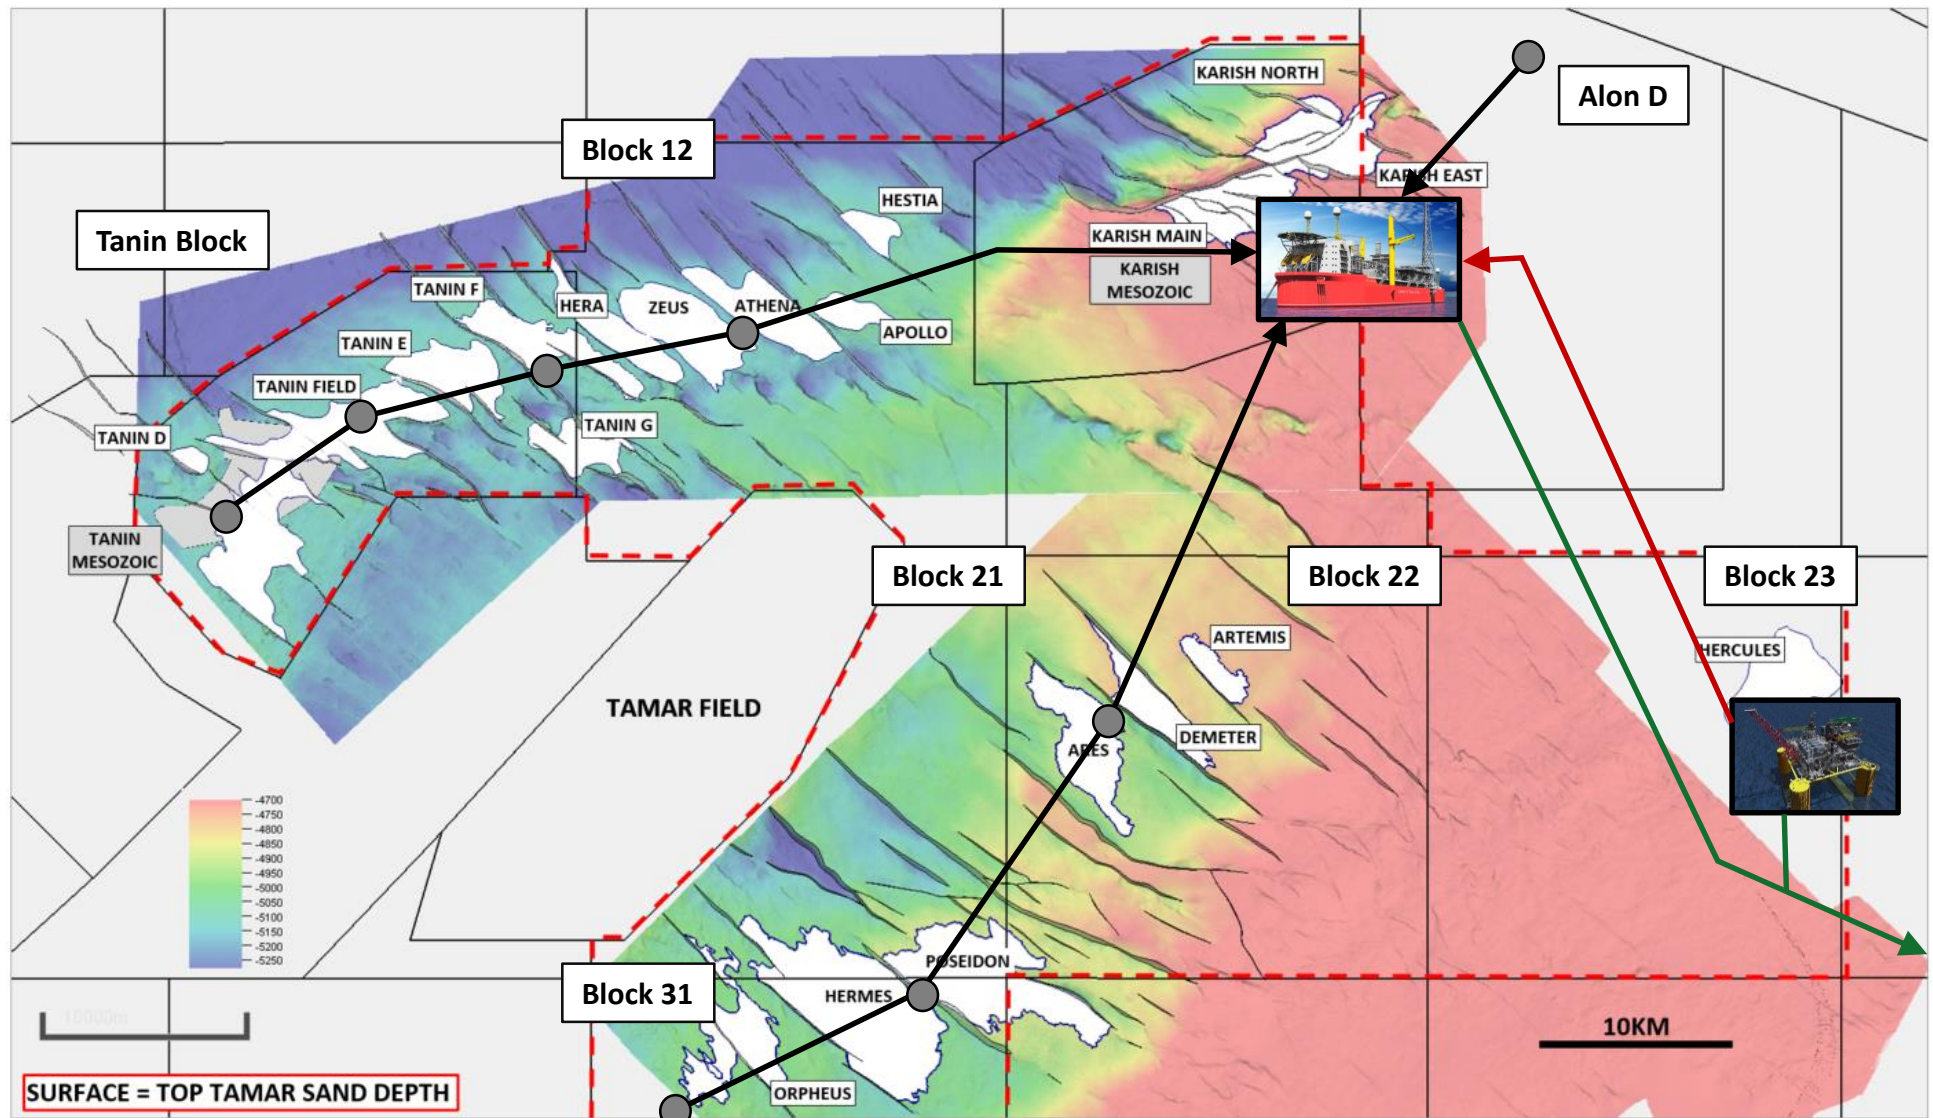 KARISH NORTH
Alon D
Block 12
KARISH EAST
HESTIA
Tanin Block
KARISH MAIN
KARISH
MESOZOIC
TANIN F
HERA
ZEUS
ATHENA
APOLLO
TANIN E
TANIN FIELD
TANIN G
TANIN D
TANIN
MESOZOIC
Block 21
Block 22
Block 23
ARTEMIS
HERCULES
TAMAR FIELD
DEMETER
ARES
-4700
-4750
-4800
-4850
-4900
-4950
-5000
-5050
-5100
-5150
-5200
-5250
POSEIDON
Block 31
HERMES
10000m
10KM
SURFACE = TOP TAMAR SAND DEPTH
ORPHEUS